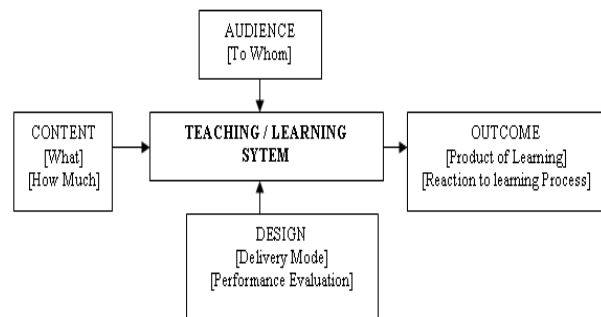 AUDIENCE
[To Whom]
CONTENT
[What]
[How Much]
TEACHING / LEARNING
SYTEM
OUTCOME
[Product of Learning]
[Reaction to learning Process]
DESIGN
[Delivery Mode]
[Performance Evaluation]